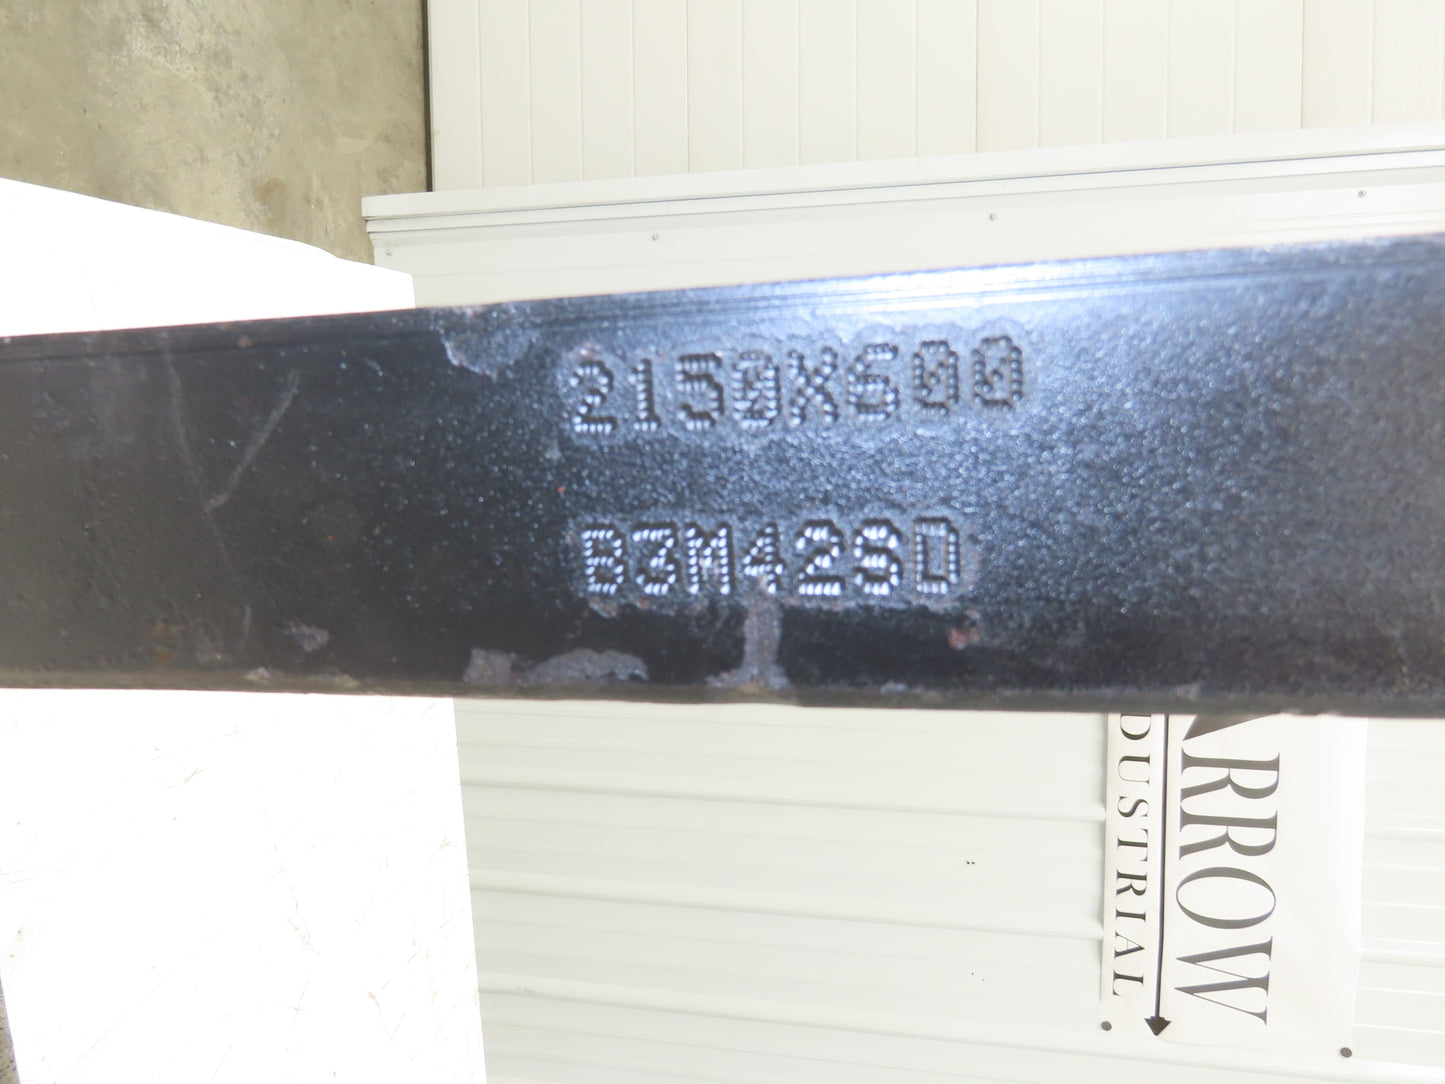 2150X600
B3M42SD
ARROW
DUSTRIAL